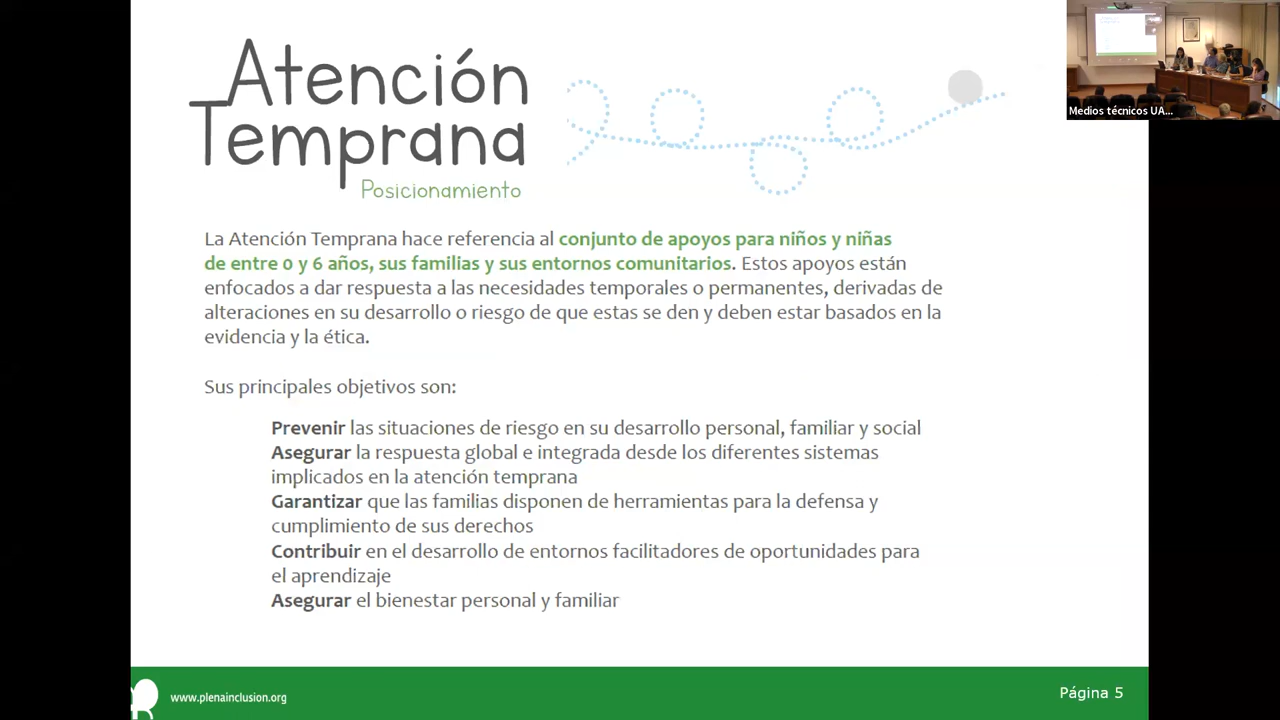 Atención
Temprana
Posicionamiento
Medios técnicos UA...
La Atención Temprana hace referencia al conjunto de apoyos para niños y niñas
de entre 0 y 6 años, sus familias y sus entornos comunitarios. Estos apoyos están
enfocados a dar respuesta a las necesidades temporales o permanentes, derivadas de
alteraciones en su desarrollo o riesgo de que estas se den y deben estar basados en la
evidencia y la ética.
Sus principales objetivos son:
Prevenir las situaciones de riesgo en su desarrollo personal, familiar y social
Asegurar la respuesta global e integrada desde los diferentes sistemas
implicados en la atención temprana
Garantizar que las familias disponen de herramientas para la defensa y
cumplimiento de sus derechos
Contribuir en el desarrollo de entornos facilitadores de oportunidades para
el aprendizaje
Asegurar el bienestar personal y familiar
www.plenainclusion.org
Página 5